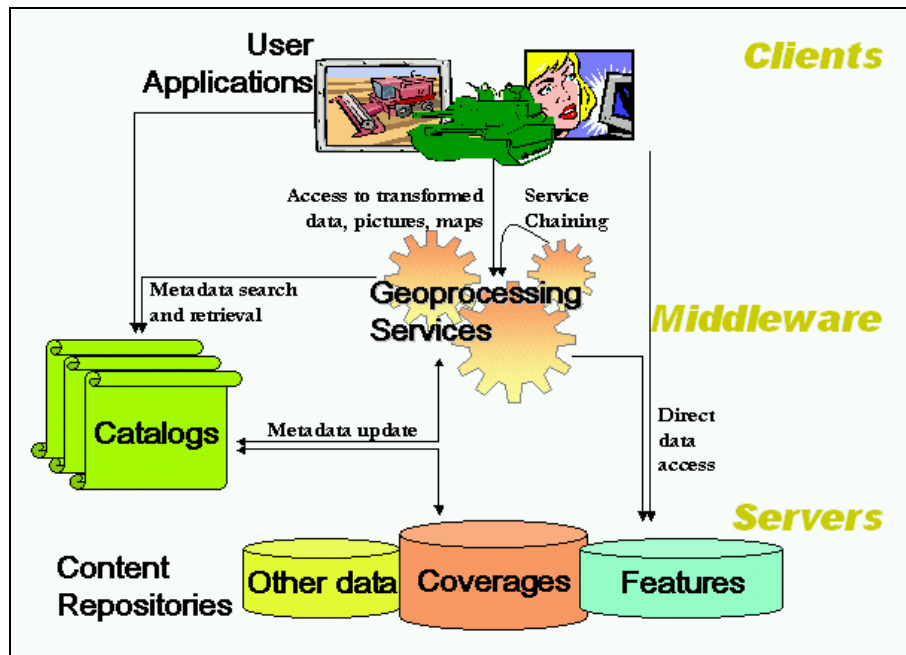 User
Applications
Clients
Access to transformed
data, pictures, maps
Service
Chaining
Metadata search
and retrieval
Geoprocessing
Services
Middleware
Catalogs
Metadata update
Direct
data
access
Servers
Content
Repositories
Other data
Coverages
Features